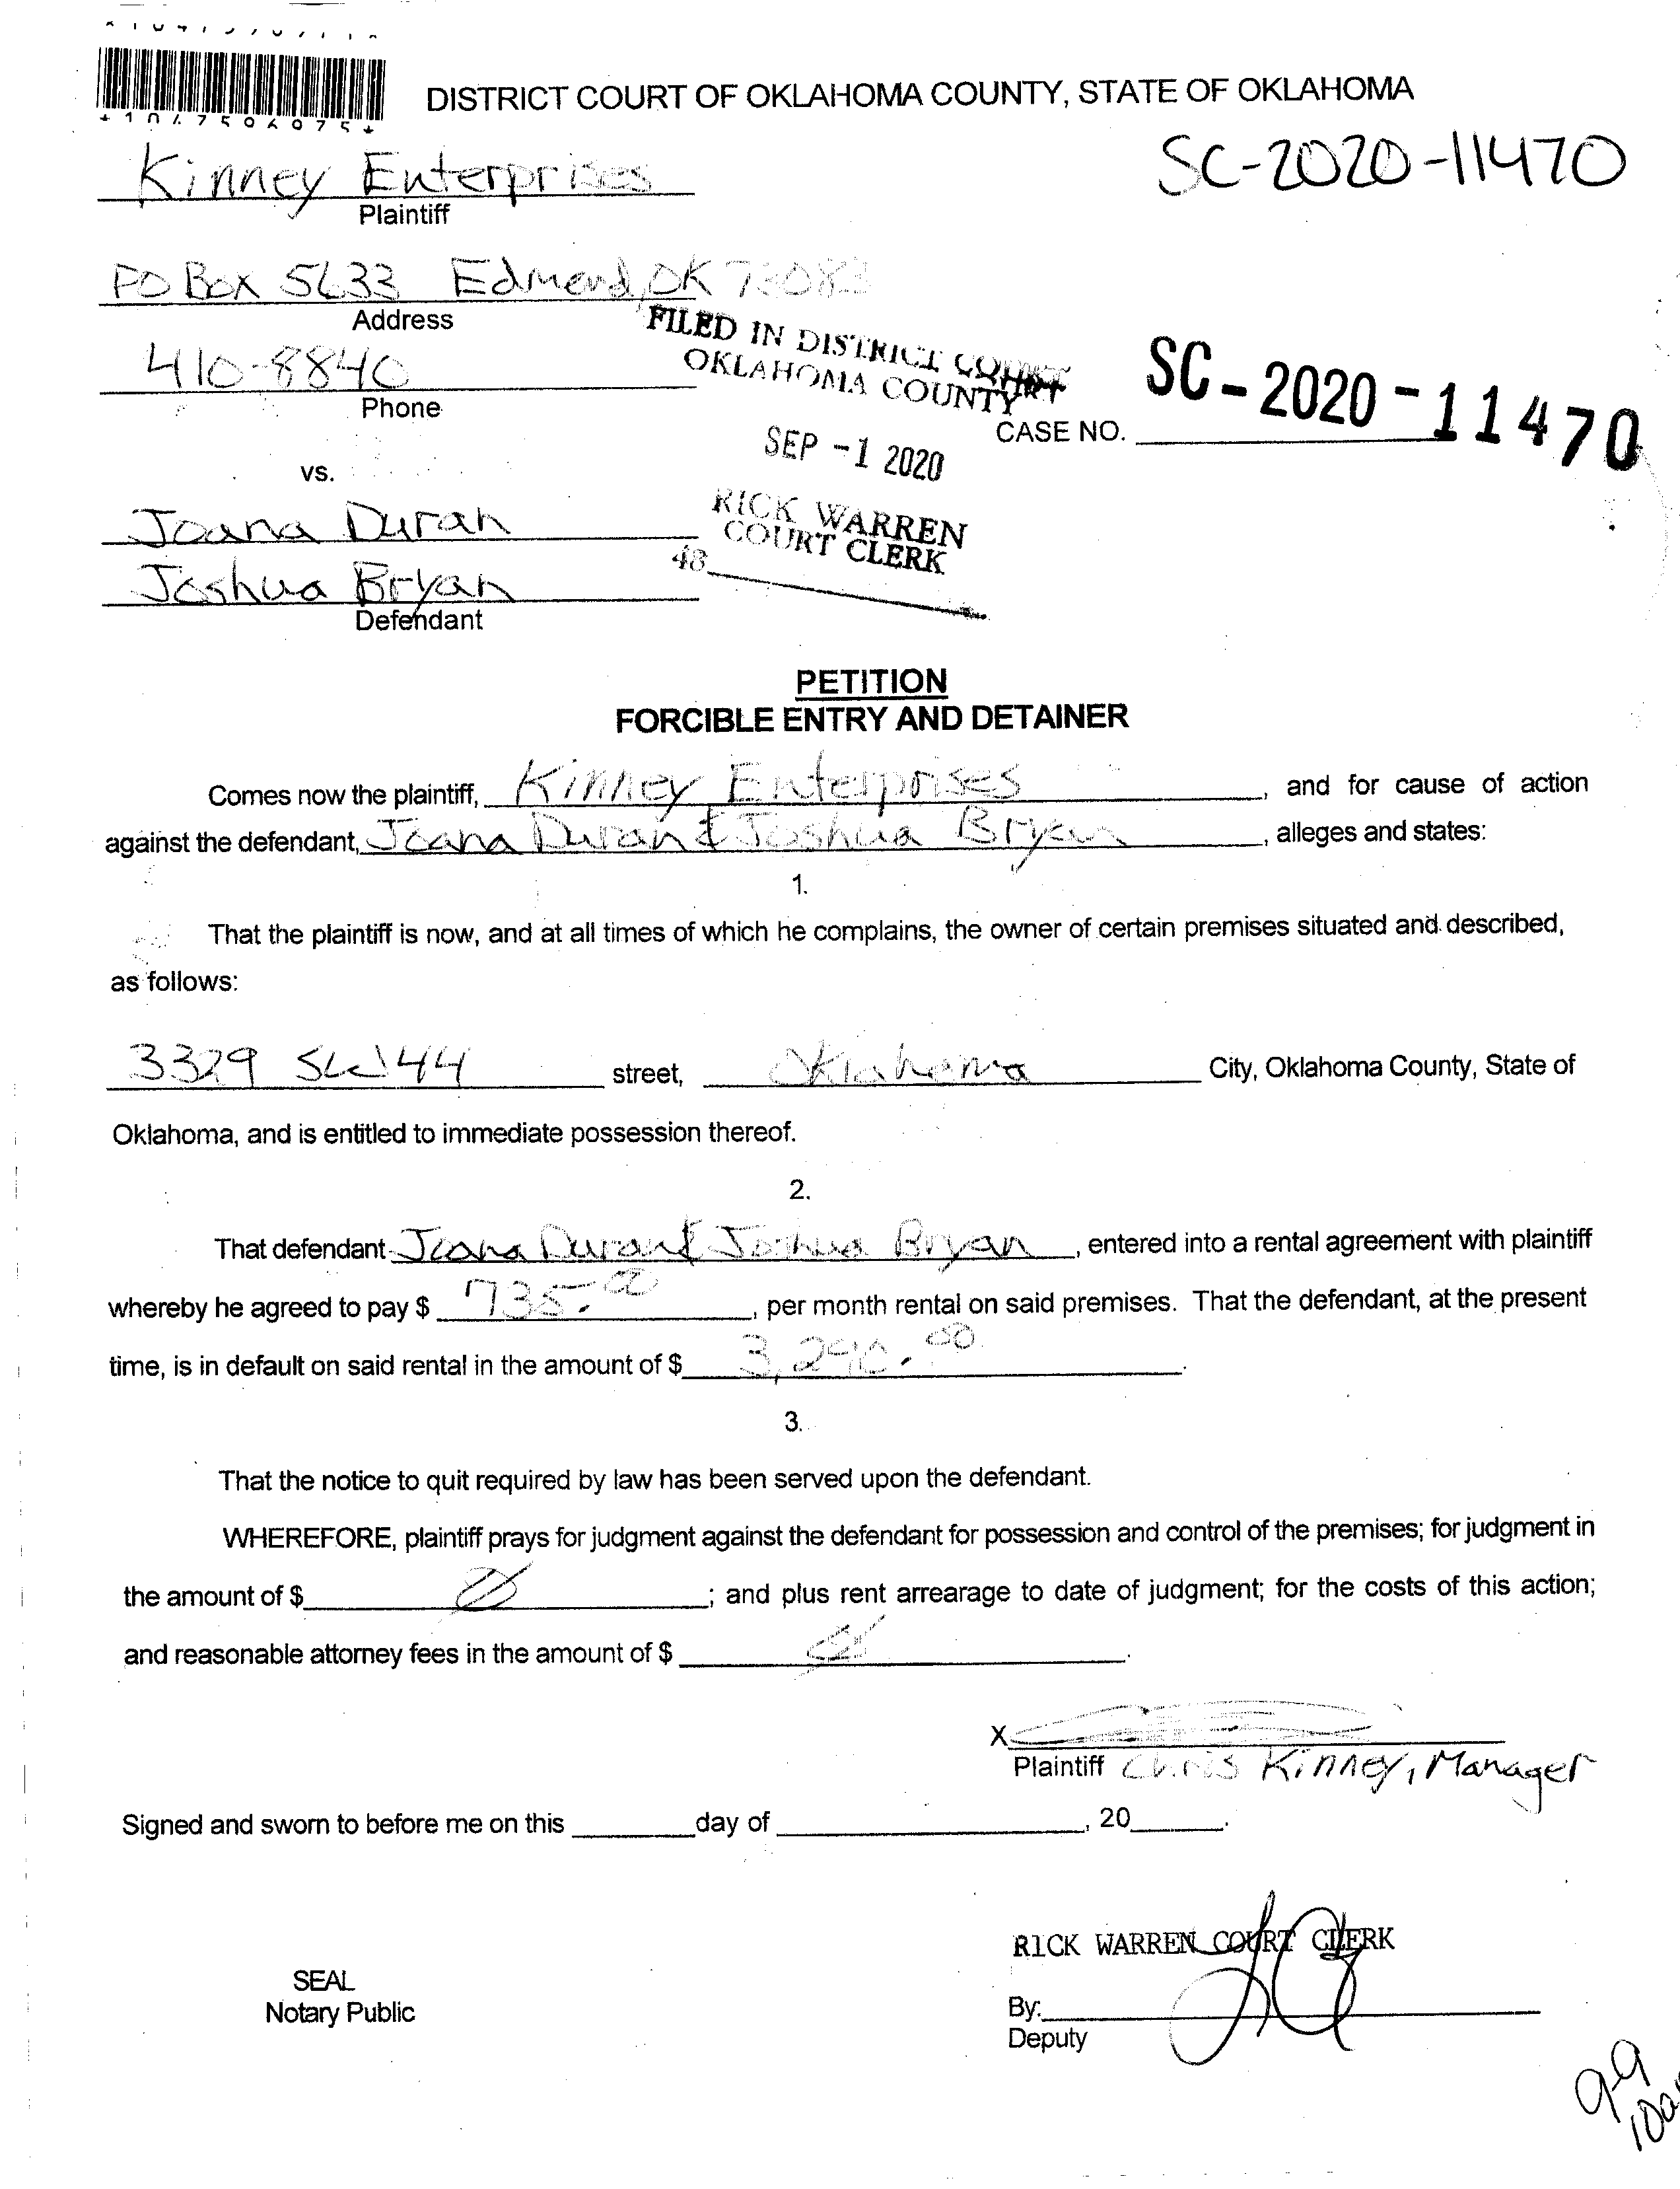 DISTRICT COURT OF OKLAHOMA COUNTY, STATE OF OKLAHOMA
SC-2020-11470
Kinney Enterprises
Plaintiff
PO Box 5633 Edmond, OK 73083
Address
FILED IN DISTRICT COURT
OKLAHOMA COUNTY
410-8840
Phone
CASE NO. SC-2020-11470
SEP -1 2020
vs.
RICK WARREN
COURT CLERK
48
Joana Duran
Joshua Bryan
Defendant
PETITION
FORCIBLE ENTRY AND DETAINER
Comes now the plaintiff, Kinney Enterprises, and for cause of action
against the defendant, Joana Duran & Joshua Bryan, alleges and states:
1.
That the plaintiff is now, and at all times of which he complains, the owner of certain premises situated and described,
as follows:
3329 SW 44 street, Oklahoma City, Oklahoma County, State of
Oklahoma, and is entitled to immediate possession thereof.
2.
That defendant Joana Duran & Joshua Bryan, entered into a rental agreement with plaintiff
whereby he agreed to pay $ 735.00, per month rental on said premises. That the defendant, at the present
time, is in default on said rental in the amount of $ 3,290.00.
3.
That the notice to quit required by law has been served upon the defendant.
WHEREFORE, plaintiff prays for judgment against the defendant for possession and control of the premises; for judgment in
the amount of $ 0; and plus rent arrearage to date of judgment; for the costs of this action;
and reasonable attorney fees in the amount of $
X
Plaintiff Chris Kinney, Manager
Signed and sworn to before me on this day of , 20 .
RICK WARREN COURT CLERK
SEAL
Notary Public
By:
Deputy
99
10a